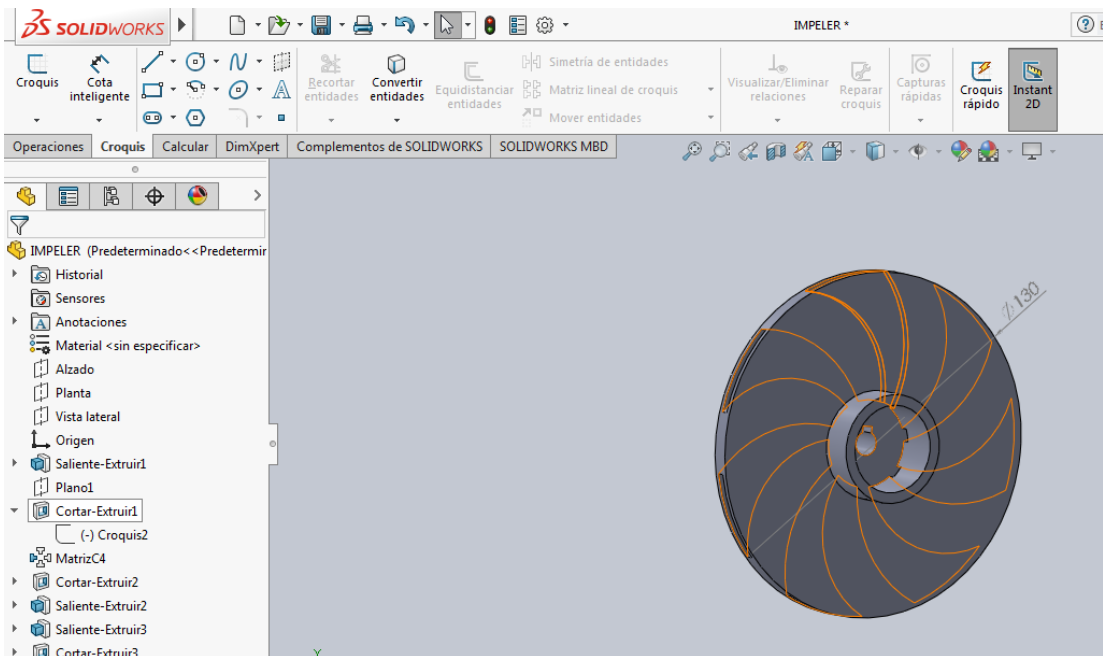 SOLIDWORKS
IMPELER *
Croquis
Cota inteligente
Recortar entidades
Convertir entidades
Equidistanciar entidades
Simetría de entidades
Matriz lineal de croquis
Mover entidades
Visualizar/Eliminar relaciones
Reparar croquis
Capturas rápidas
Croquis rápido
Instant 2D
Operaciones Croquis Calcular DimXpert Complementos de SOLIDWORKS SOLIDWORKS MBD
IMPELER (Predeterminado<<Predetermir
Historial
Sensores
Anotaciones
Material <sin especificar>
Alzado
Planta
Vista lateral
Origen
Saliente-Extruir1
Plano1
Cortar-Extruir1
(-) Croquis2
MatrizC4
Cortar-Extruir2
Saliente-Extruir2
Saliente-Extruir3
Cortar-Extruir3
∅130
Y